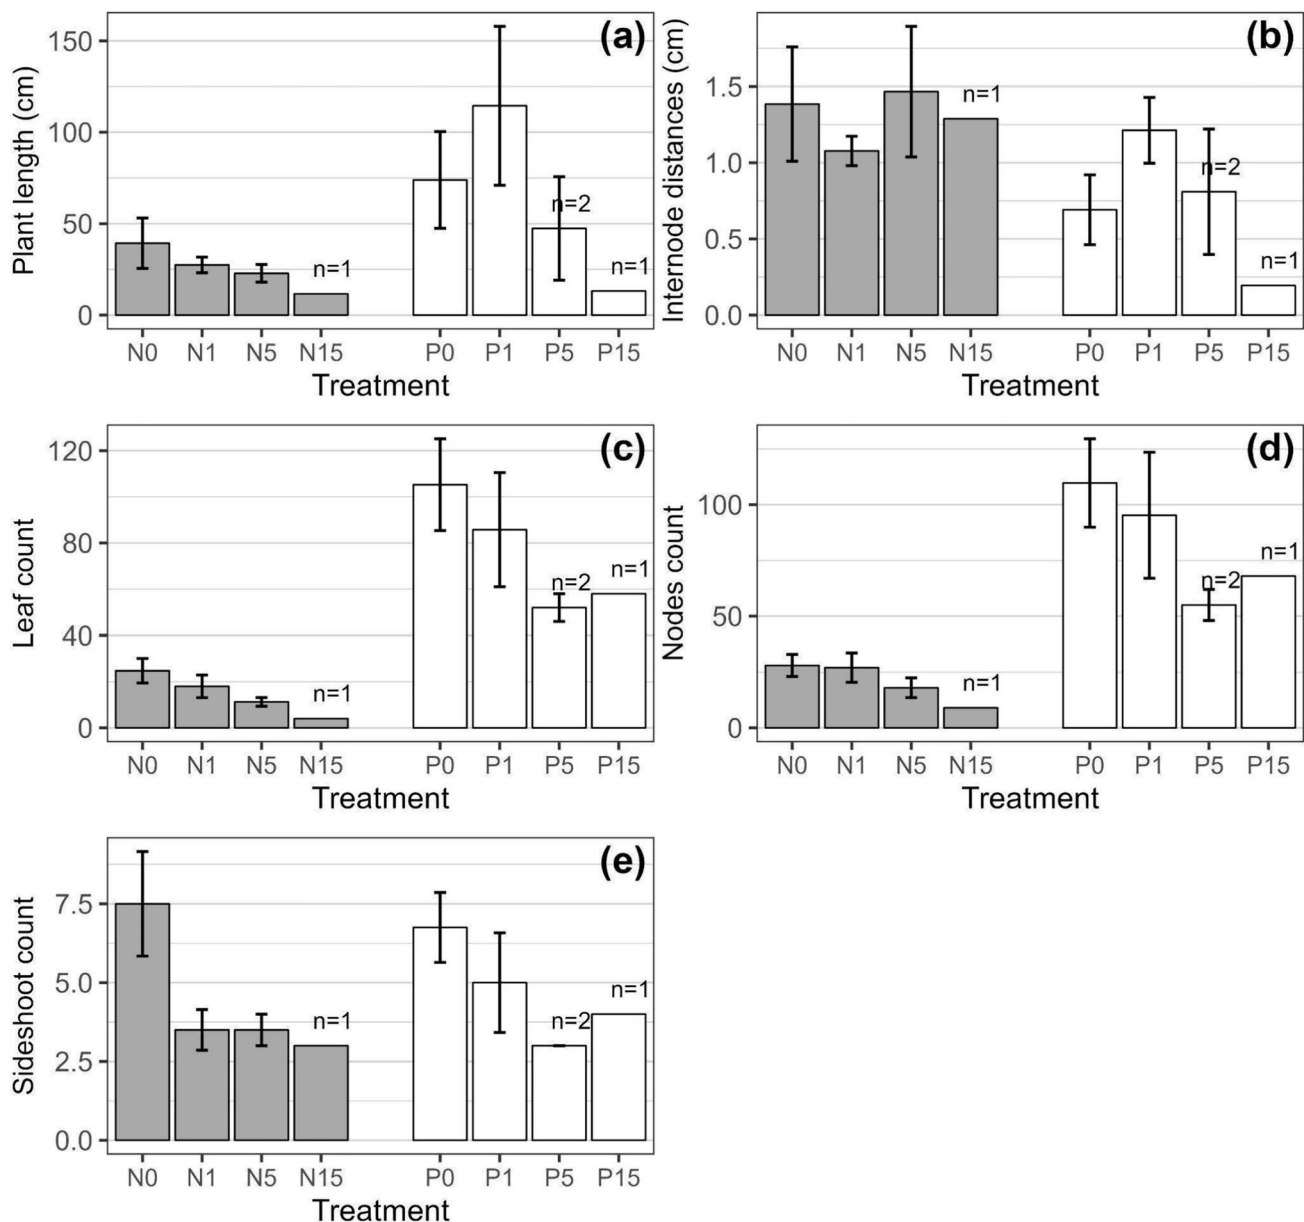 (a)
Plant length (cm)
150
100
50
0
n=1
n=2
n=1
N0 N1 N5 N15 P0 P1 P5 P15
Treatment
(b)
Internode distances (cm)
1.5
1.0
0.5
0.0
n=1
n=2
n=1
N0 N1 N5 N15 P0 P1 P5 P15
Treatment
(c)
Leaf count
120
80
40
0
n=1
n=2
n=1
N0 N1 N5 N15 P0 P1 P5 P15
Treatment
(d)
Nodes count
100
50
0
n=1
n=2
n=1
N0 N1 N5 N15 P0 P1 P5 P15
Treatment
(e)
Sideshoot count
7.5
5.0
2.5
0.0
n=1
n=2
n=1
N0 N1 N5 N15 P0 P1 P5 P15
Treatment